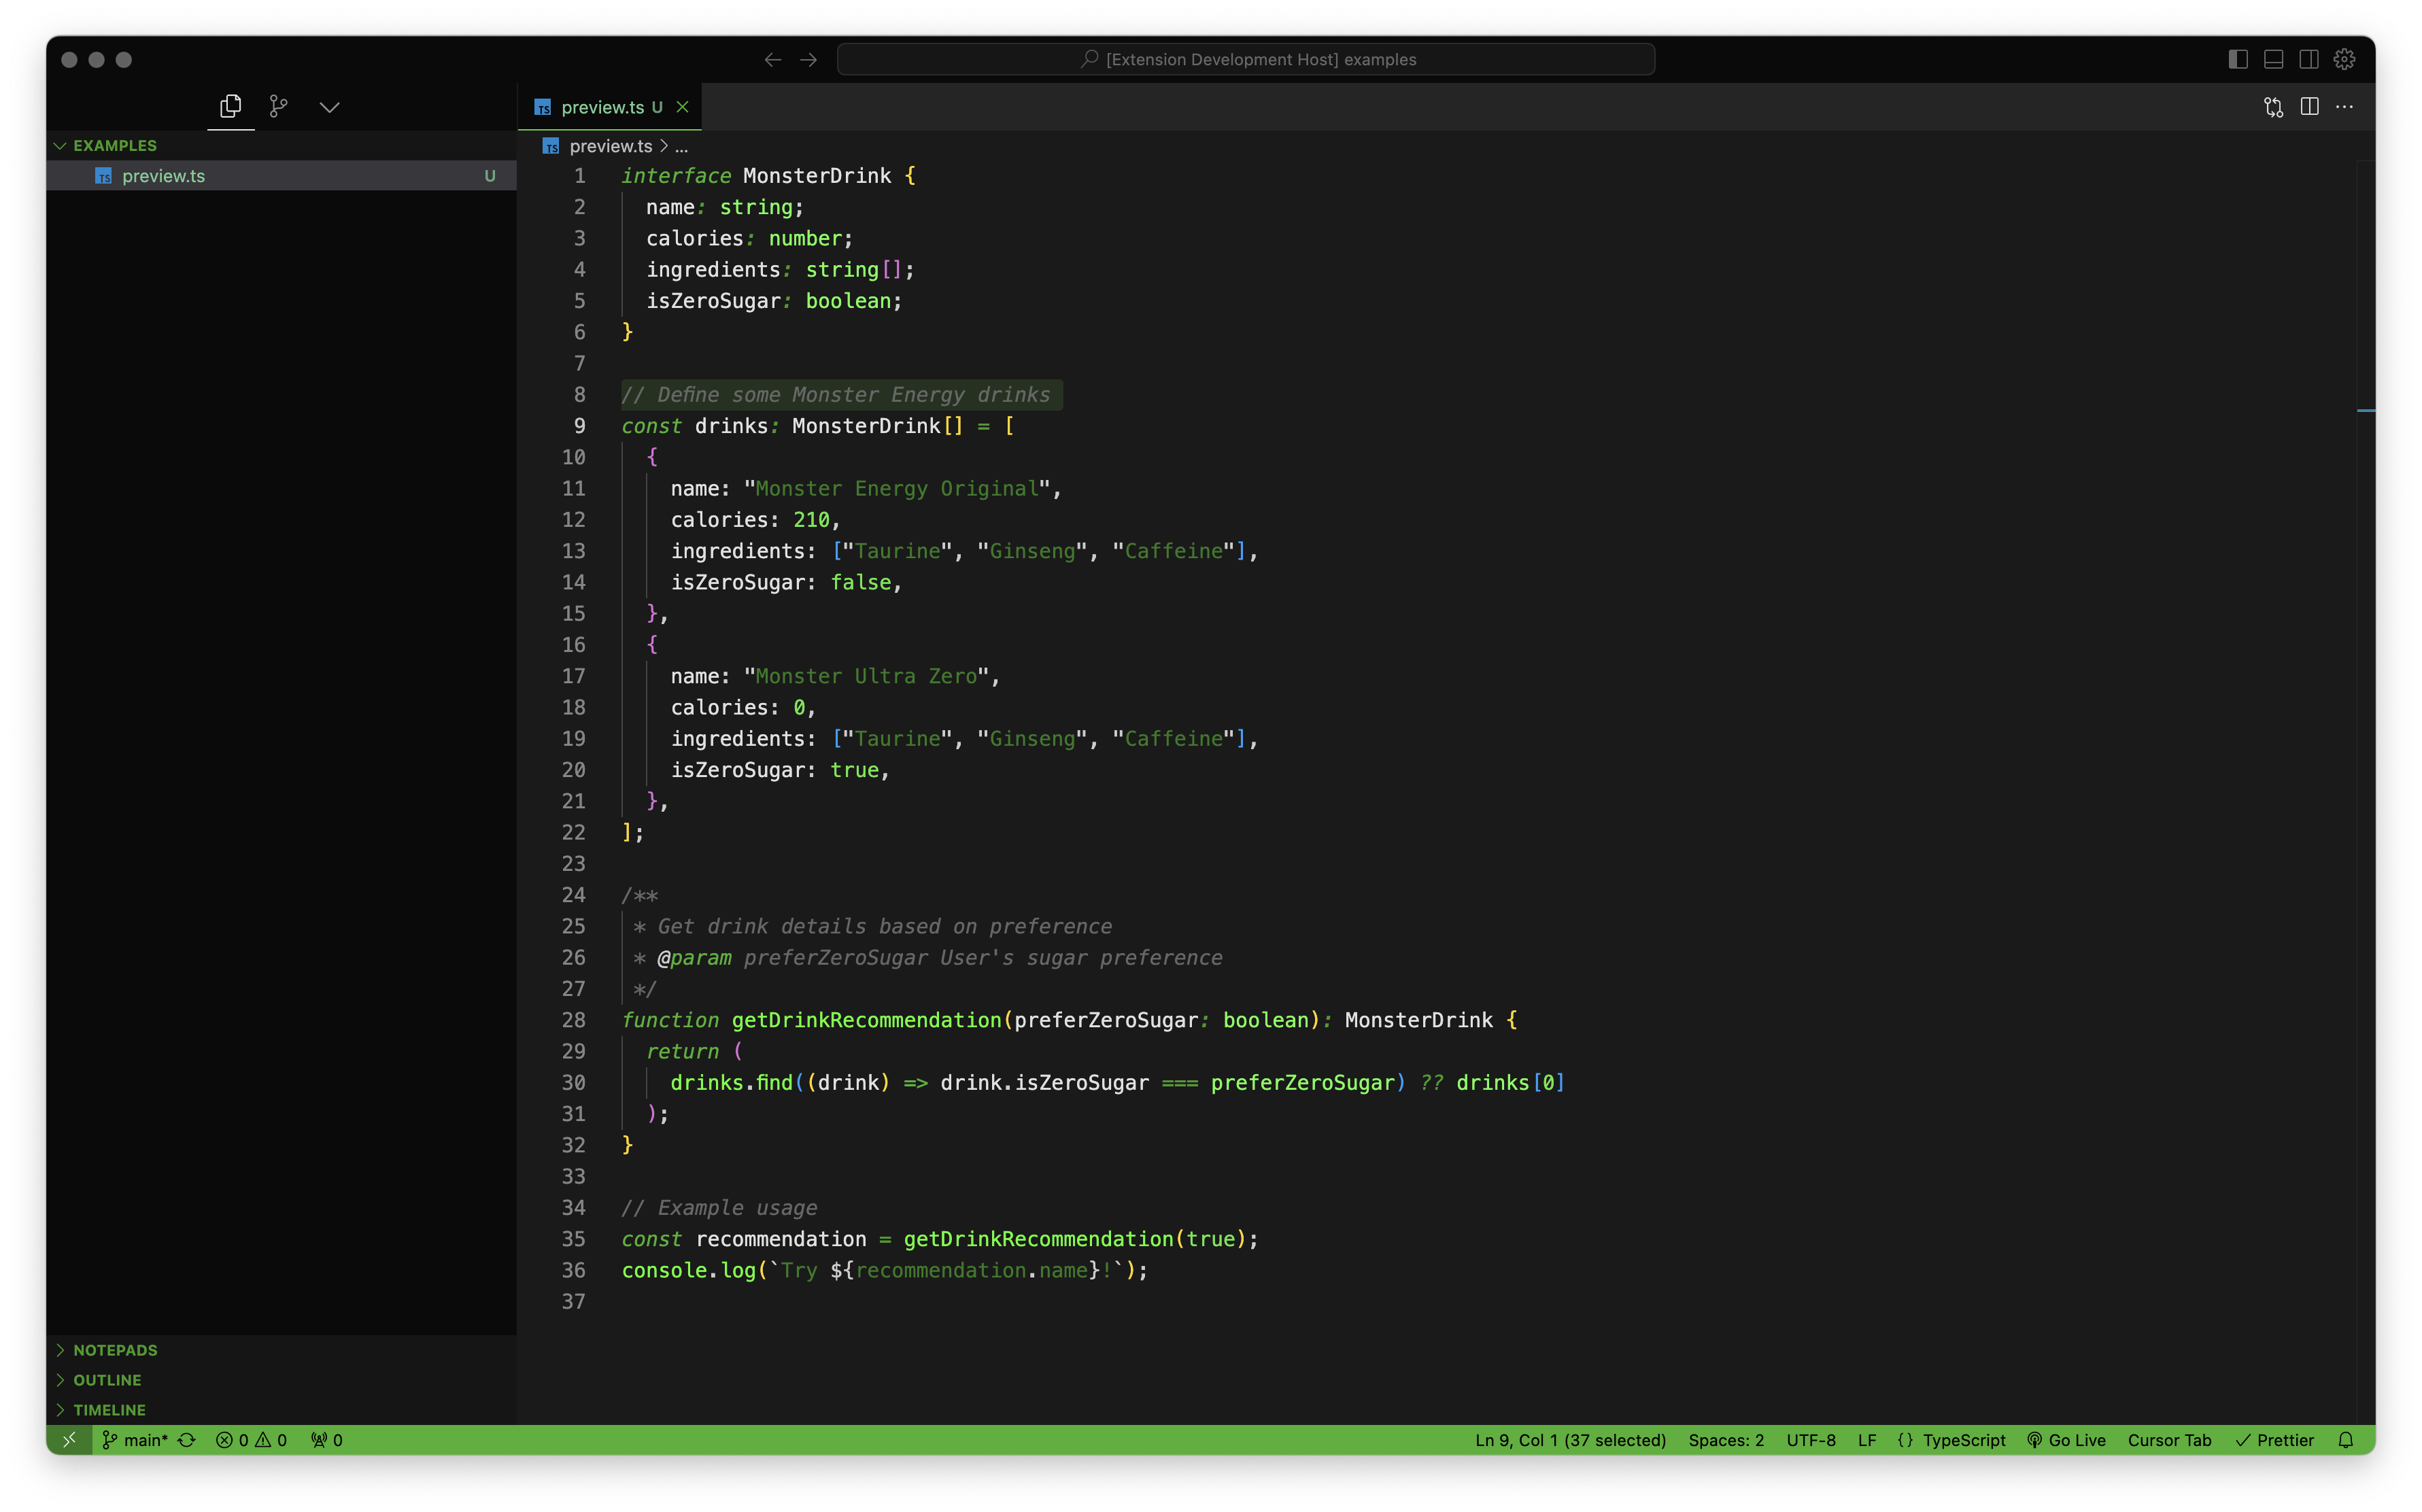 [Extension Development Host] examples
preview.ts U
EXAMPLES
preview.ts U
preview.ts > ...
1 interface MonsterDrink {
2   name: string;
3   calories: number;
4   ingredients: string[];
5   isZeroSugar: boolean;
6 }
7
8 // Define some Monster Energy drinks
9 const drinks: MonsterDrink[] = [
10   {
11     name: "Monster Energy Original",
12     calories: 210,
13     ingredients: ["Taurine", "Ginseng", "Caffeine"],
14     isZeroSugar: false,
15   },
16   {
17     name: "Monster Ultra Zero",
18     calories: 0,
19     ingredients: ["Taurine", "Ginseng", "Caffeine"],
20     isZeroSugar: true,
21   },
22 ];
23
24 /**
25  * Get drink details based on preference
26  * @param preferZeroSugar User's sugar preference
27  */
28 function getDrinkRecommendation(preferZeroSugar: boolean): MonsterDrink {
29   return (
30     drinks.find((drink) => drink.isZeroSugar === preferZeroSugar) ?? drinks[0]
31   );
32 }
33
34 // Example usage
35 const recommendation = getDrinkRecommendation(true);
36 console.log(`Try ${recommendation.name}!`);
37
NOTEPADS
OUTLINE
TIMELINE
main* 0 0 0 Ln 9, Col 1 (37 selected) Spaces: 2 UTF-8 LF {} TypeScript Go Live Cursor Tab Prettier